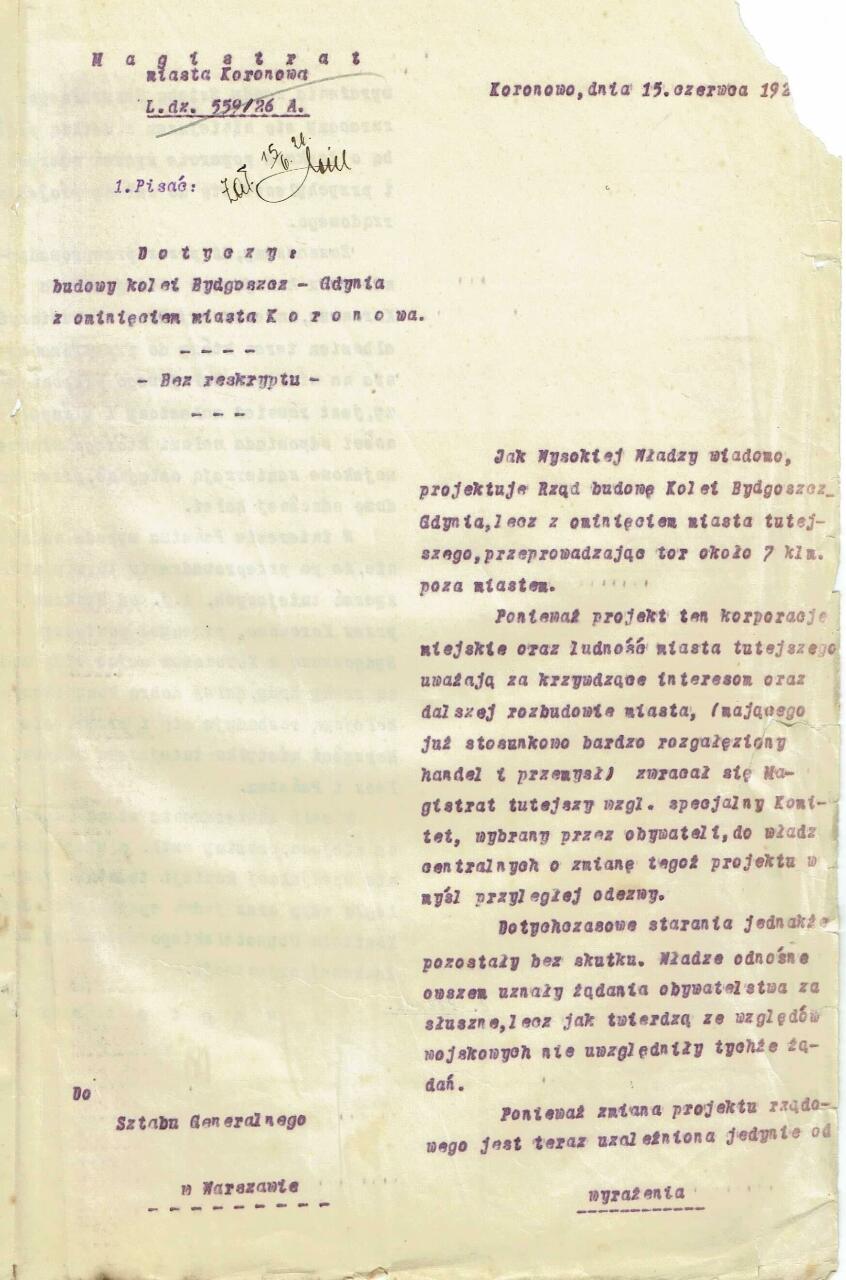 M a g i s t r a t
miasta Koronowa
L.dz. 559/26 A.
Koronowo,dnia 15.czerwca 192
1.Pisać:
zał. 15/6.26.
D o t y c z y :
budowy kolei Bydgoszcz - Gdynia
z ominięciem miasta K o r o n o w a.
- - - -
- Bez reskryptu -
- - -
Jak Wysokiej Władzy wiadomo,
projektuje Rząd budowę Kolei Bydgoszcz_
Gdynia,lecz z ominięciem miasta tutej-
szego,przeprowadzając tor około 7 klm.
poza miastem.
Ponieważ projekt ten korporacje
miejskie oraz ludność miasta tutejszego
uważają za krzywdzące interesom oraz
dalszej rozbudowie miasta, (mającego
już stosunkowo bardzo rozgałęziony
handel i przemysł) zwracał się Ma-
gistrat tutejszy wzgl. specjalny Komi-
tet, wybrany przez obywateli,do władz
centralnych o zmianę tegoż projektu w
myśl przyległej odezwy.
Dotychczasowe starania jednakże
pozostały bez skutku. Władze odnośne
owszem uznały żądania obywatelstwa za
słuszne,lecz jak twierdzą ze względów
wojskowych nie uwzględniły tychże żą-
dań.
Ponieważ zmiana projektu rządo-
wego jest teraz uzależniona jedynie od
wyrażenia
Do
Sztabu Generalnego
w Warszawie